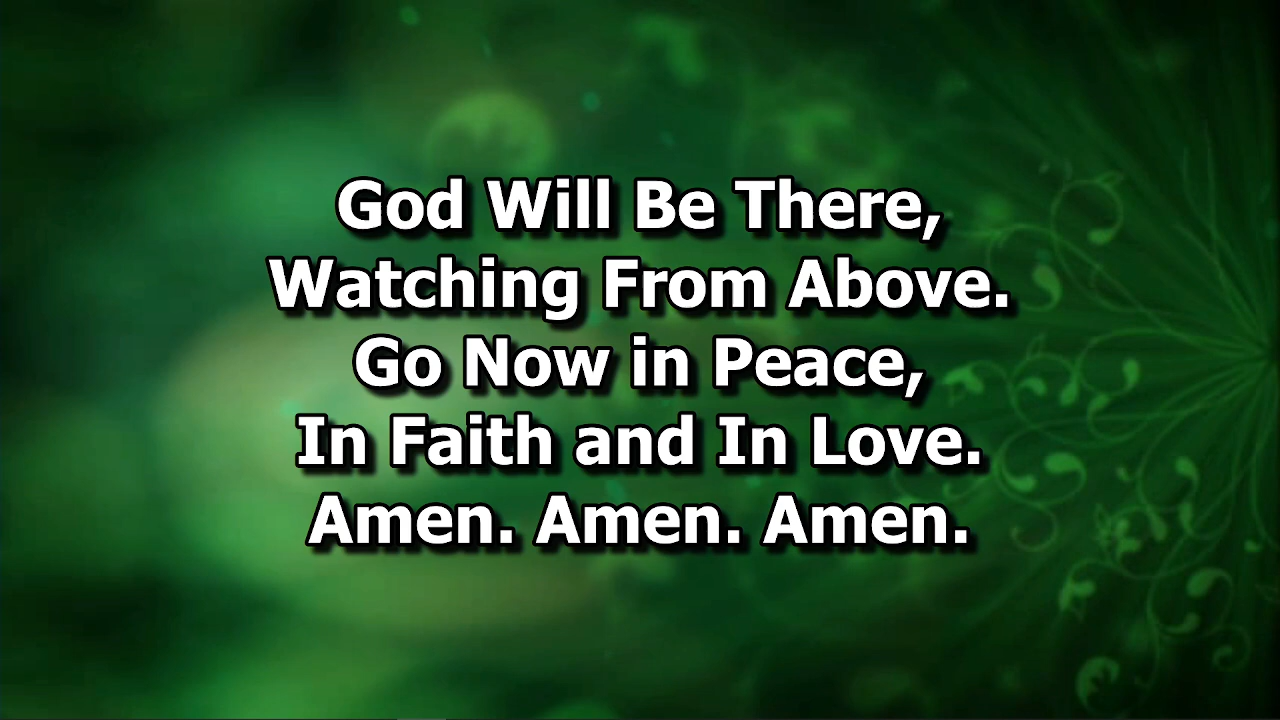 God Will Be There,
Watching From Above.
Go Now in Peace,
In Faith and In Love.
Amen. Amen. Amen.